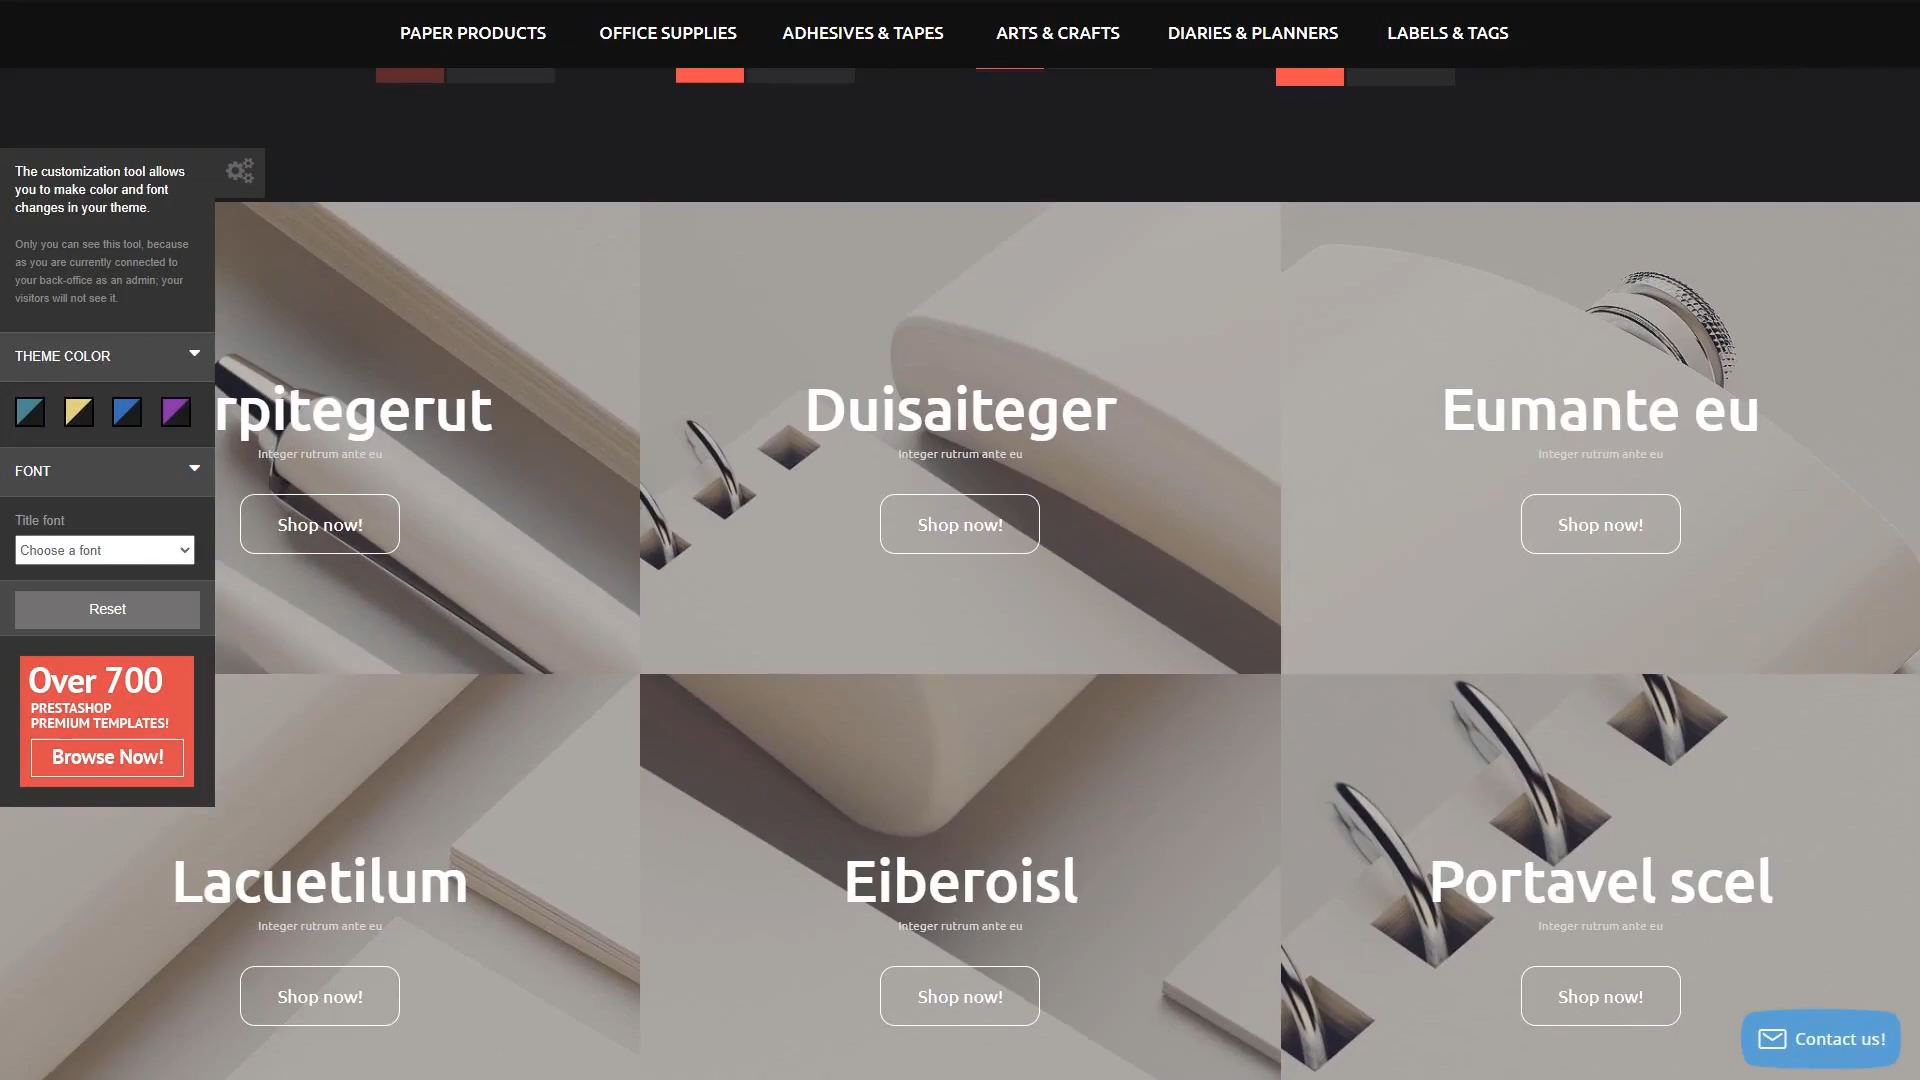 PAPER PRODUCTS OFFICE SUPPLIES ADHESIVES & TAPES ARTS & CRAFTS DIARIES & PLANNERS LABELS & TAGS
The customization tool allows
you to make color and font
changes in your theme.
Only you can see this tool, because
as you are currently connected to
your back-office as an admin; your
visitors will not see it.
THEME COLOR
FONT
Title font
Choose a font
Reset
Over 700
PRESTASHOP
PREMIUM TEMPLATES!
Browse Now!
rpitegerut
Integer rutrum ante eu
Shop now!
Duisaiteger
Integer rutrum ante eu
Shop now!
Eumante eu
Integer rutrum ante eu
Shop now!
Lacuetilum
Integer rutrum ante eu
Shop now!
Eiberoisl
Integer rutrum ante eu
Shop now!
Portavel scel
Integer rutrum ante eu
Shop now!
Contact us!